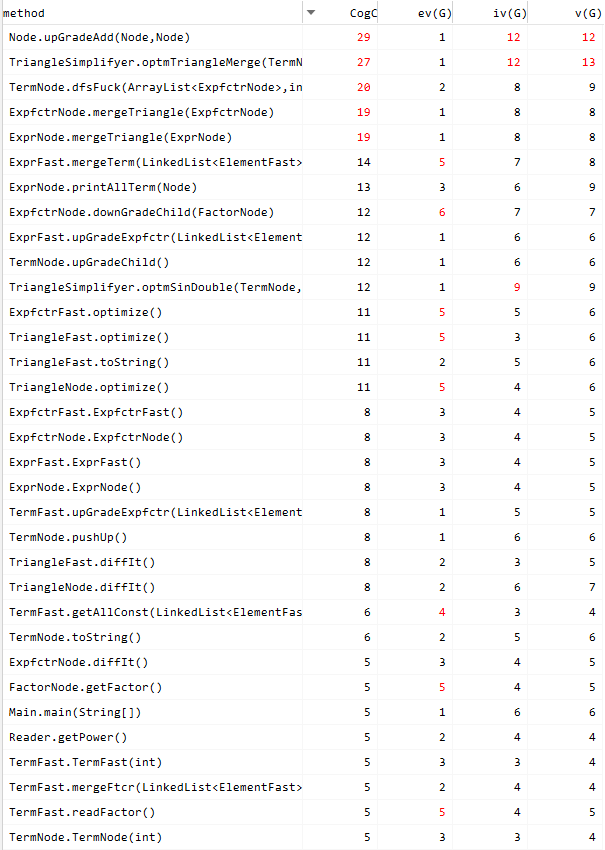 method CogC ev(G) iv(G) v(G)
Node.upGradeAdd(Node,Node) 29 1 12 12
TriangleSimplifyer.optmTriangleMerge(TermN 27 1 12 13
TermNode.dfsFuck(ArrayList<ExpfctrNode>,in 20 2 8 9
ExpfctrNode.mergeTriangle(ExpfctrNode) 19 1 8 8
ExprNode.mergeTriangle(ExprNode) 19 1 8 8
ExprFast.mergeTerm(LinkedList<ElementFast> 14 5 7 8
ExprNode.printAllTerm(Node) 13 3 6 9
ExpfctrNode.downGradeChild(FactorNode) 12 6 7 7
ExprFast.upGradeExpfctr(LinkedList<Element 12 1 6 6
TermNode.upGradeChild() 12 1 6 6
TriangleSimplifyer.optmSinDouble(TermNode, 12 1 9 9
ExpfctrFast.optimize() 11 5 5 6
TriangleFast.optimize() 11 5 3 6
TriangleFast.toString() 11 2 5 6
TriangleNode.optimize() 11 5 4 6
ExpfctrFast.ExpfctrFast() 8 3 4 5
ExpfctrNode.ExpfctrNode() 8 3 4 5
ExprFast.ExprFast() 8 3 4 5
ExprNode.ExprNode() 8 3 4 5
TermFast.upGradeExpfctr(LinkedList<Element 8 1 5 5
TermNode.pushUp() 8 1 6 6
TriangleFast.diffIt() 8 2 3 5
TriangleNode.diffIt() 8 2 6 7
TermFast.getAllConst(LinkedList<ElementFas 6 4 3 4
TermNode.toString() 6 2 5 6
ExpfctrNode.diffIt() 5 3 4 5
FactorNode.getFactor() 5 5 4 5
Main.main(String[]) 5 1 6 6
Reader.getPower() 5 2 4 4
TermFast.TermFast(int) 5 3 3 4
TermFast.mergeFtcr(LinkedList<ElementFast> 5 2 4 4
TermFast.readFactor() 5 5 4 5
TermNode.TermNode(int) 5 3 3 4